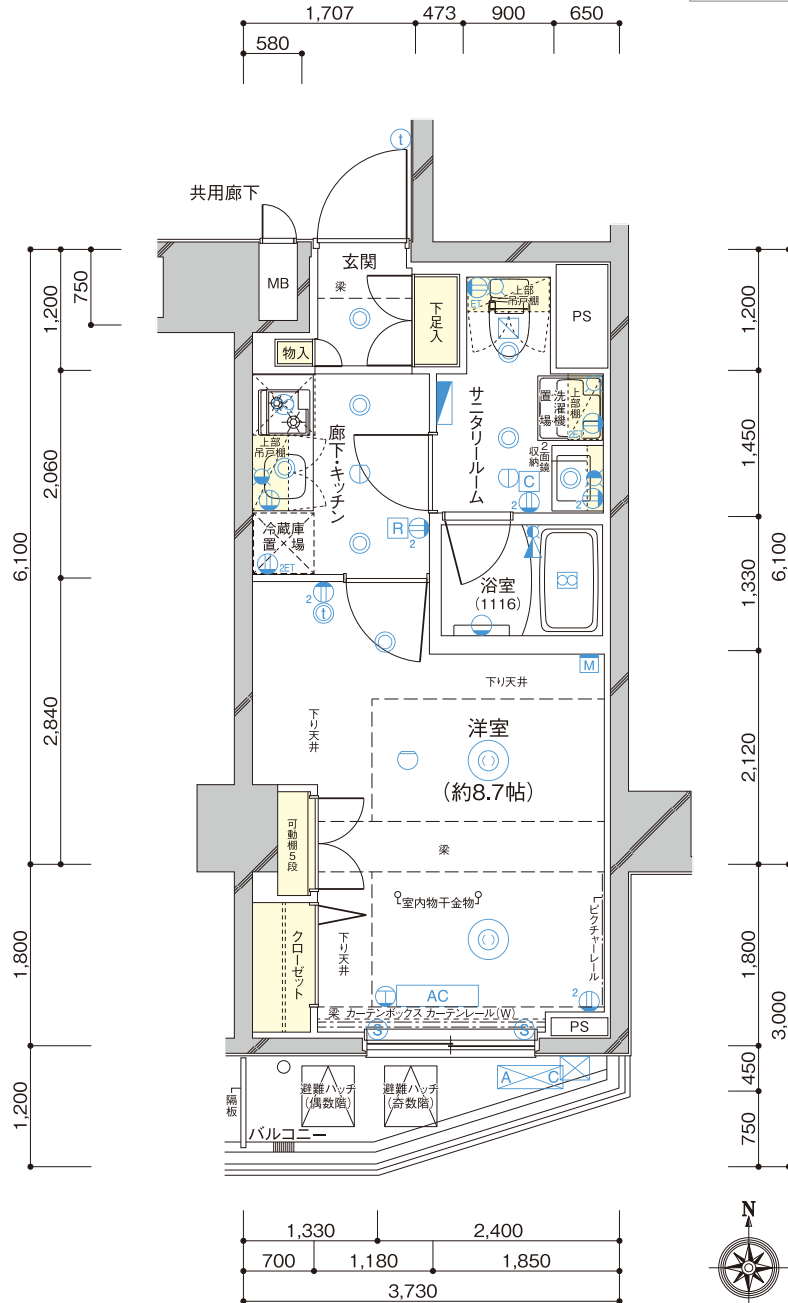 1,707
473
900
650
580
t
共用廊下
玄関
MB
梁
下足入
上部
吊戸棚
ET
PS
物入
サニタリールーム
洗濯機
置場
上部棚
2ET
上部
吊戸棚
廊下・キッチン
2面鏡
収納
C
2
2
R
2
冷蔵庫
置場
2ET
浴室
(1116)
2
t
M
下り天井
下り天井
洋室
(約8.7帖)
可動棚5段
梁
室内物干金物
ピクチャーレール
クローゼット
下り天井
AC
2
梁 カーテンボックス カーテンレール(W)
S
S
PS
隔板
避難ハッチ
(偶数階)
避難ハッチ
(奇数階)
AC
バルコニー
1,200
750
2,060
6,100
2,840
1,800
1,200
1,200
1,450
1,330
6,100
2,120
1,800
3,000
450
750
N
1,330
2,400
700
1,180
1,850
3,730